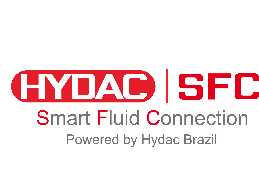 HYDAC | SFC
Smart Fluid Connection
Powered by Hydac Brazil